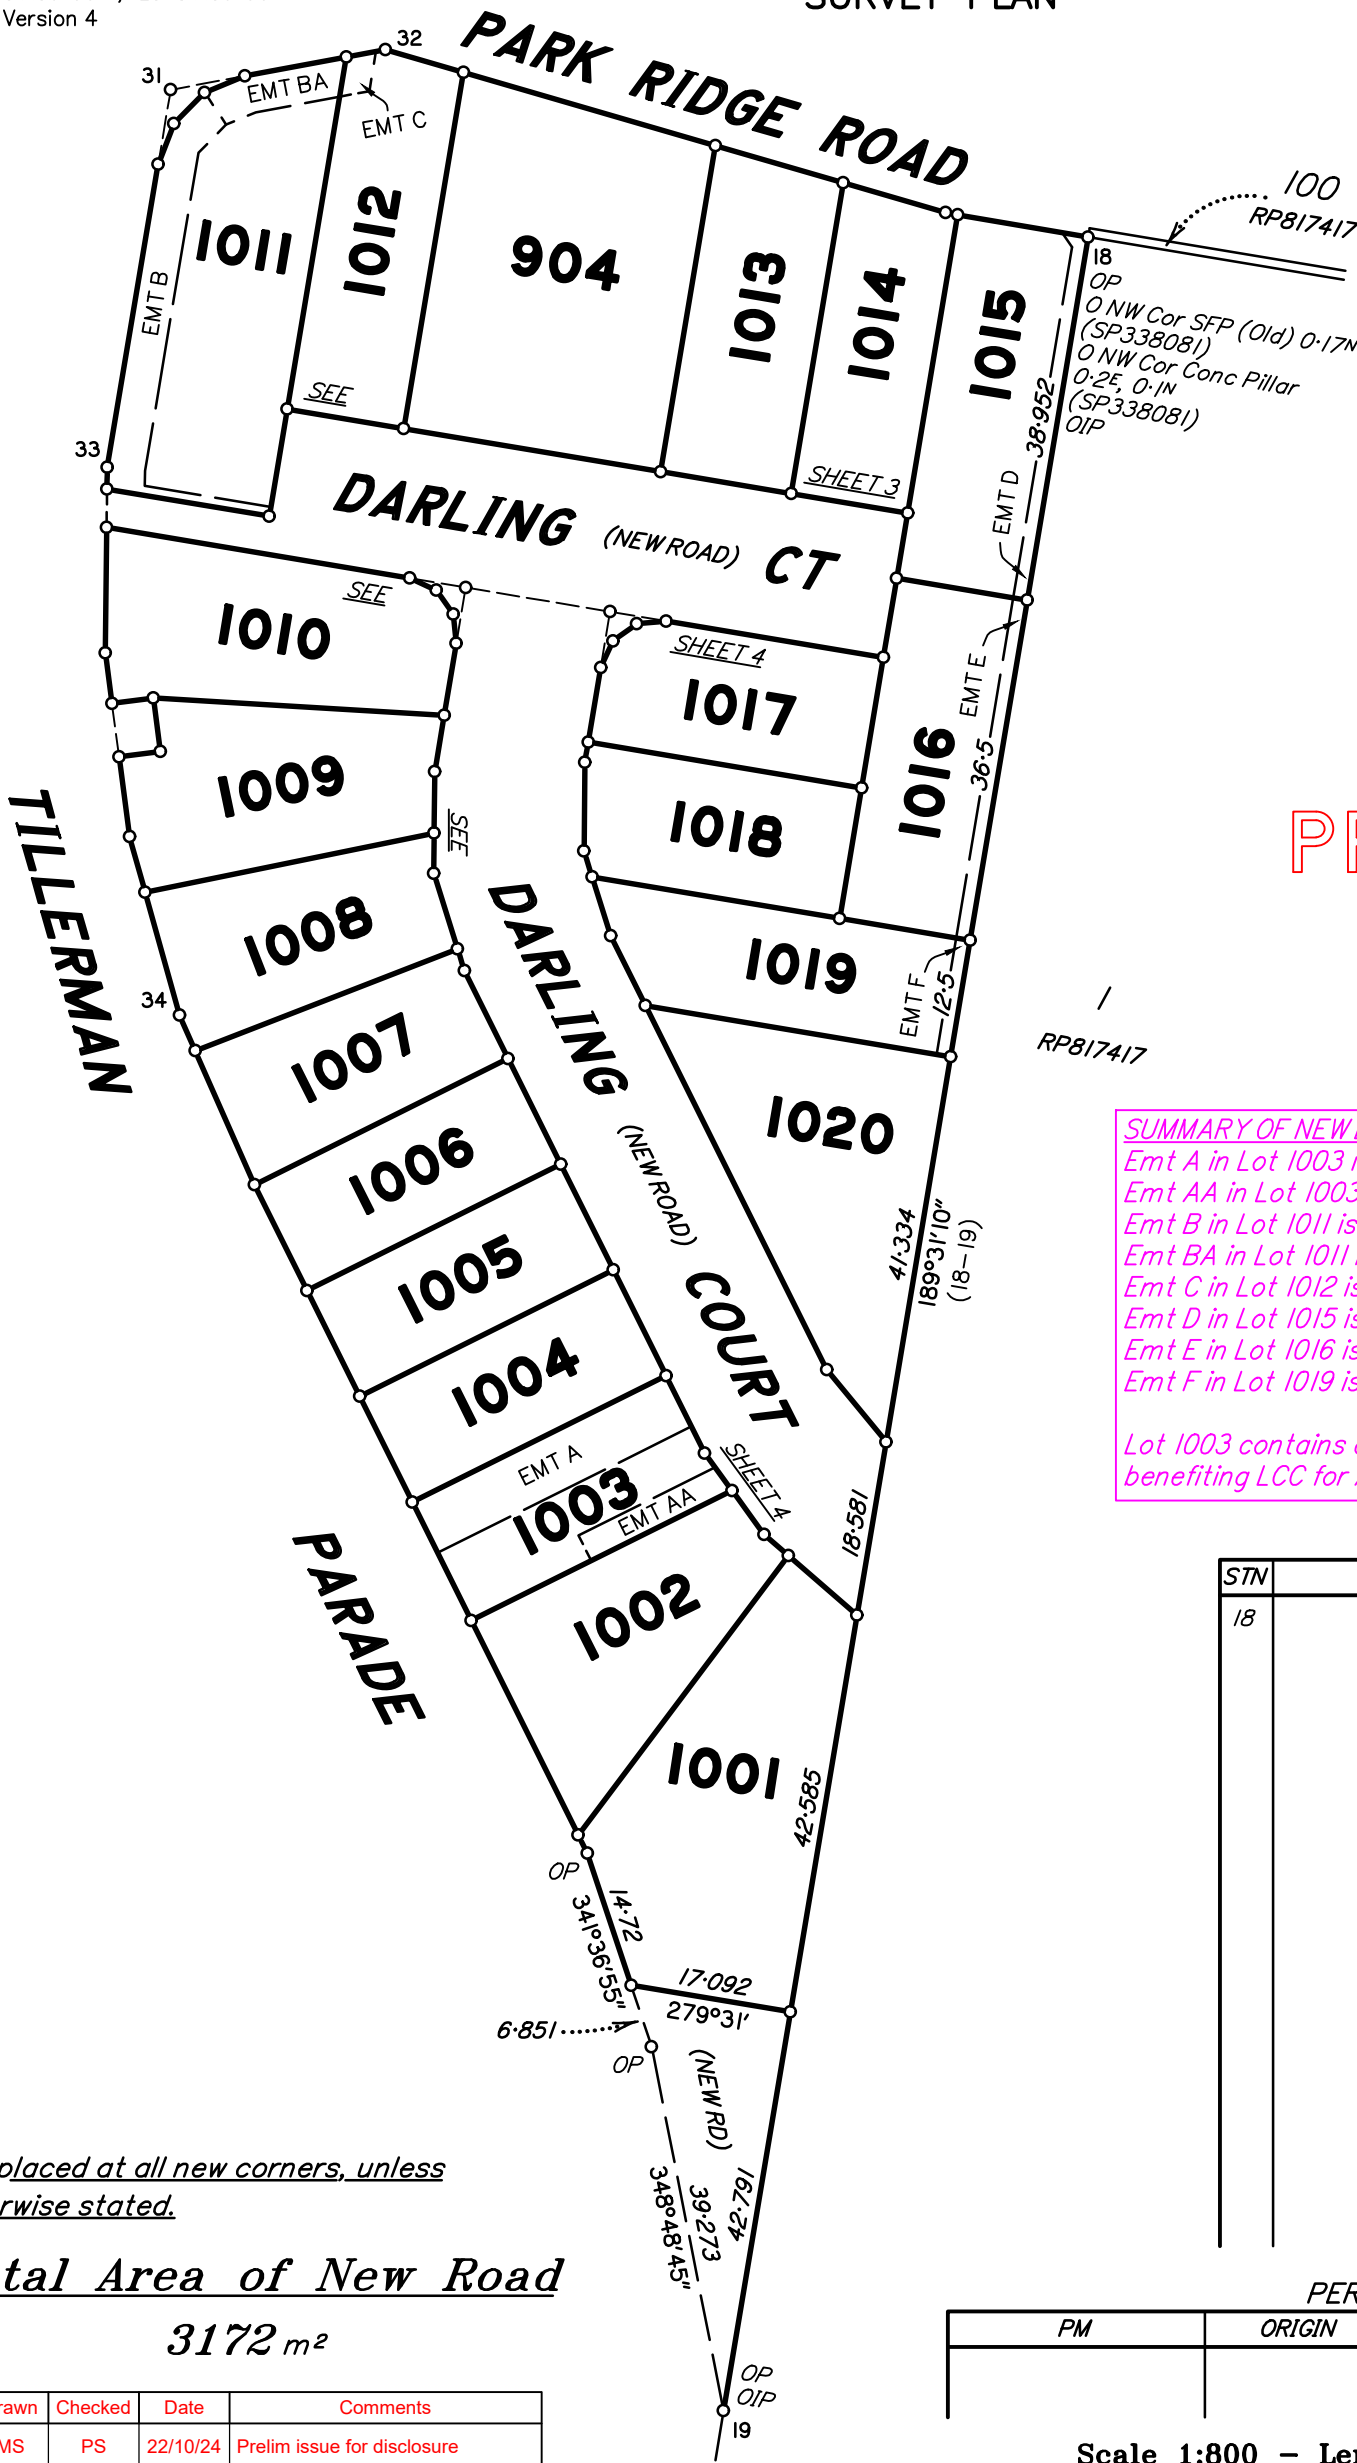 SURVEY PLAN
Version 4
31
32
PARK RIDGE ROAD
EMT BA
EMT C
EMT B
1011
1012
904
1013
1014
1015
100
RP817417
18
OP
O NW Cor SFP (Old) 0·17N
(SP338081)
O NW Cor Conc Pillar
0·2E, 0·1N
(SP338081)
OIP
38·952
EMT D
SEE
SHEET 3
33
DARLING (NEW ROAD) CT
SEE
1010
SHEET 4
1017
EMT E
1016
36·5
1009
1018
SEE
TILLERMAN
1008
DARLING
1019
EMT F
12·5
34
1007
1
RP817417
1020
1006
(NEW ROAD)
41·334
189°31'10"
(18-19)
1005
COURT
1004
EMT A
1003
EMT AA
SHEET 4
18·581
PARADE
1002
1001
42·585
OP
14·72
341°36'55"
17·092
279°31'
6·851
OP
(NEW RD)
348°48'45"
39·273
42·791
OP
OIP
19
PR
SUMMARY OF NEW
Emt A in Lot 1003
Emt AA in Lot 1003
Emt B in Lot 1011 is
Emt BA in Lot 1011
Emt C in Lot 1012 is
Emt D in Lot 1015 is
Emt E in Lot 1016 is
Emt F in Lot 1019 is
Lot 1003 contains
benefiting LCC for
STN
18
placed at all new corners, unless
rwise stated.
tal Area of New Road
3172 m²
PER
PM ORIGIN
rawn Checked Date Comments
MS PS 22/10/24 Prelim issue for disclosure
Scale 1:800 – Len